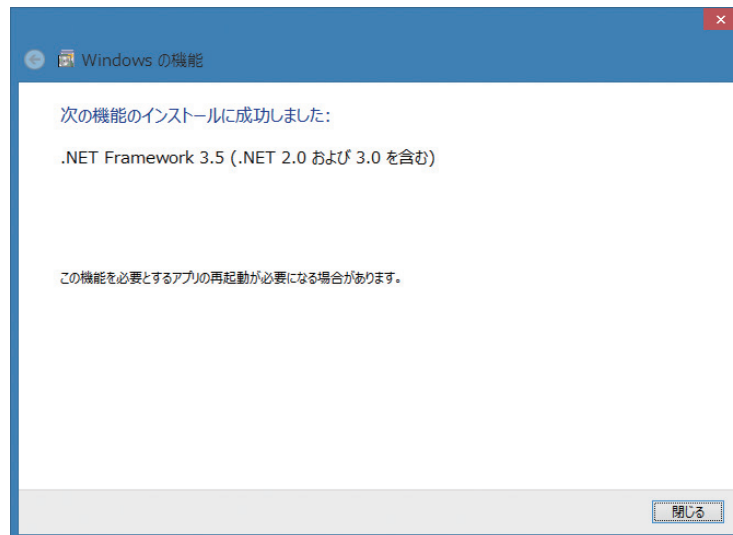 Windows の機能
次の機能のインストールに成功しました:
.NET Framework 3.5 (.NET 2.0 および 3.0 を含む)
この機能を必要とするアプリの再起動が必要になる場合があります。
閉じる